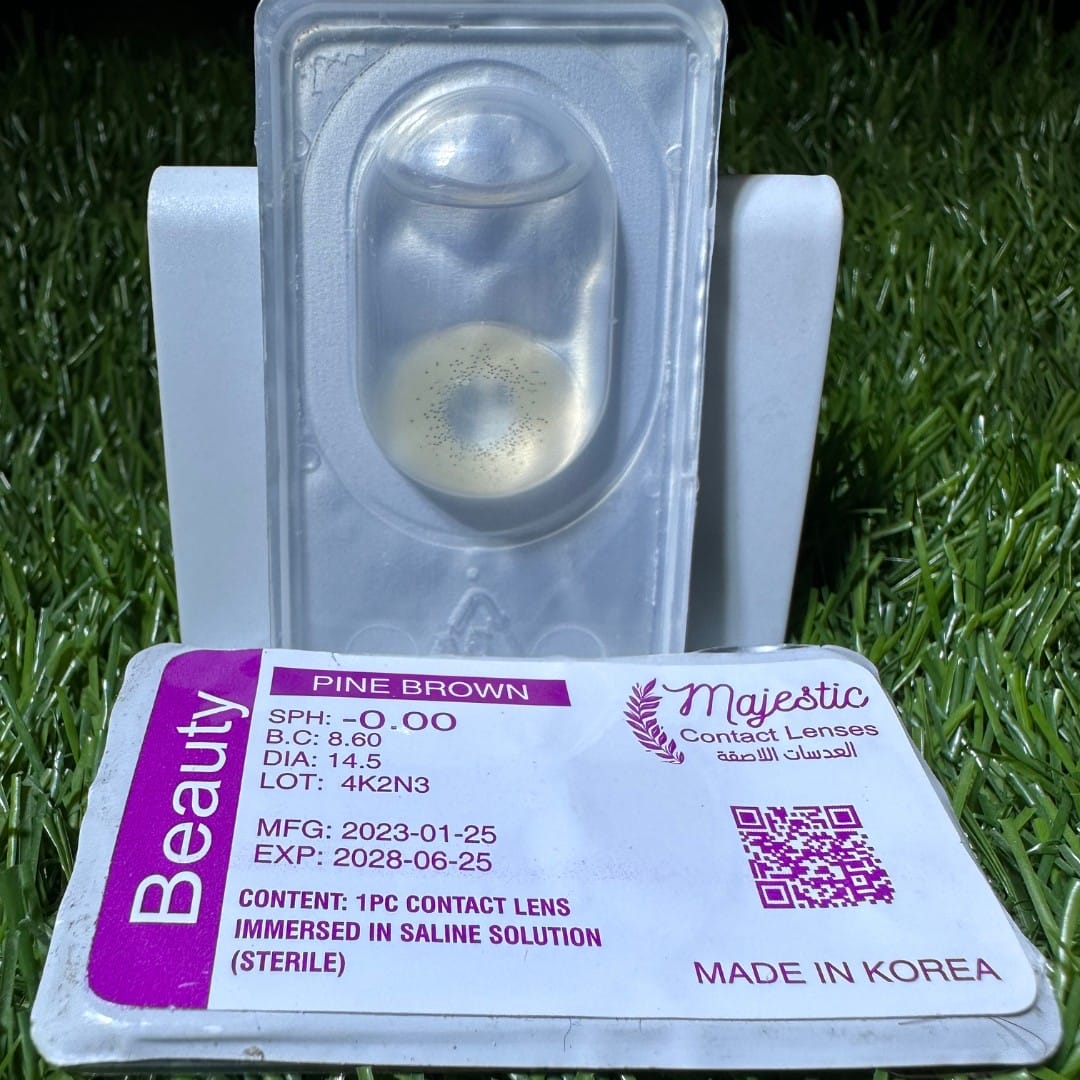 Beauty
PINE BROWN
SPH: -0.00
B.C: 8.60
DIA: 14.5
LOT: 4K2N3
MFG: 2023-01-25
EXP: 2028-06-25
CONTENT: 1PC CONTACT LENS
IMMERSED IN SALINE SOLUTION
(STERILE)
Majestic
Contact Lenses
العدسات اللاصقة
MADE IN KOREA